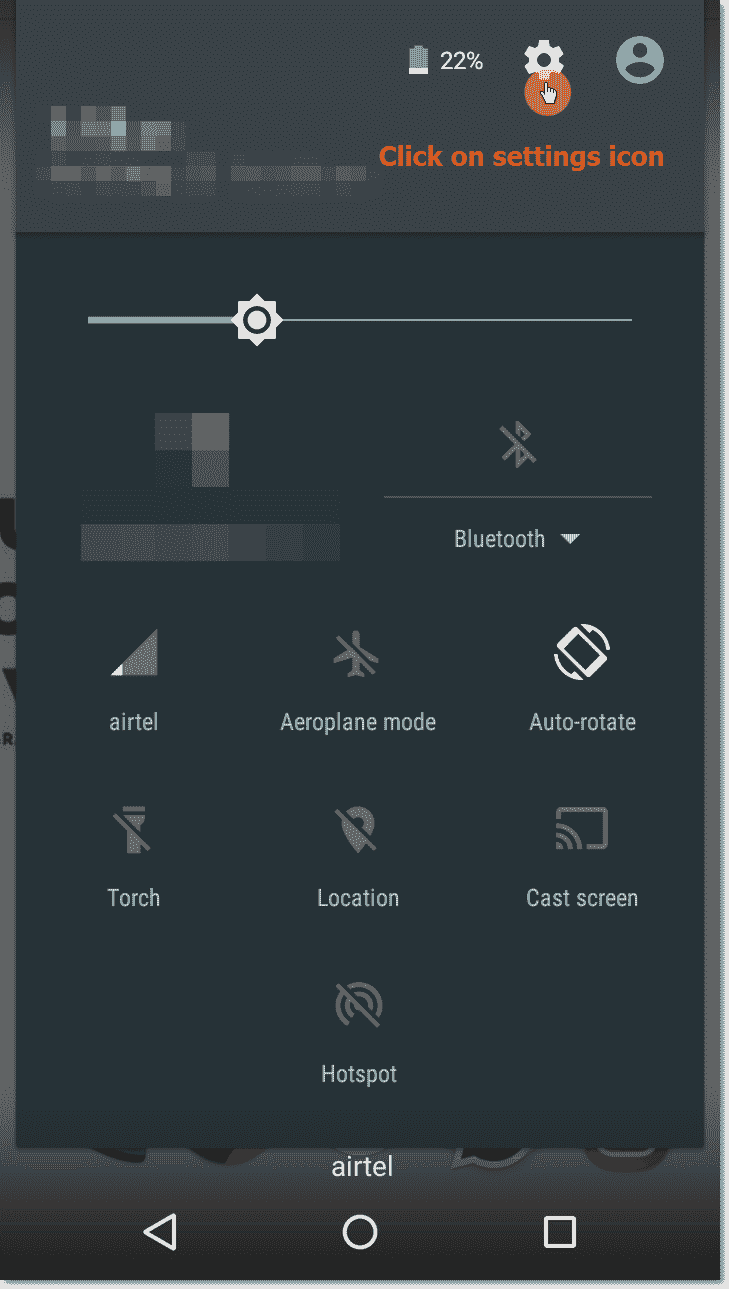 22%
Click on settings icon
Bluetooth
airtel
Aeroplane mode
Auto-rotate
Torch
Location
Cast screen
Hotspot
airtel